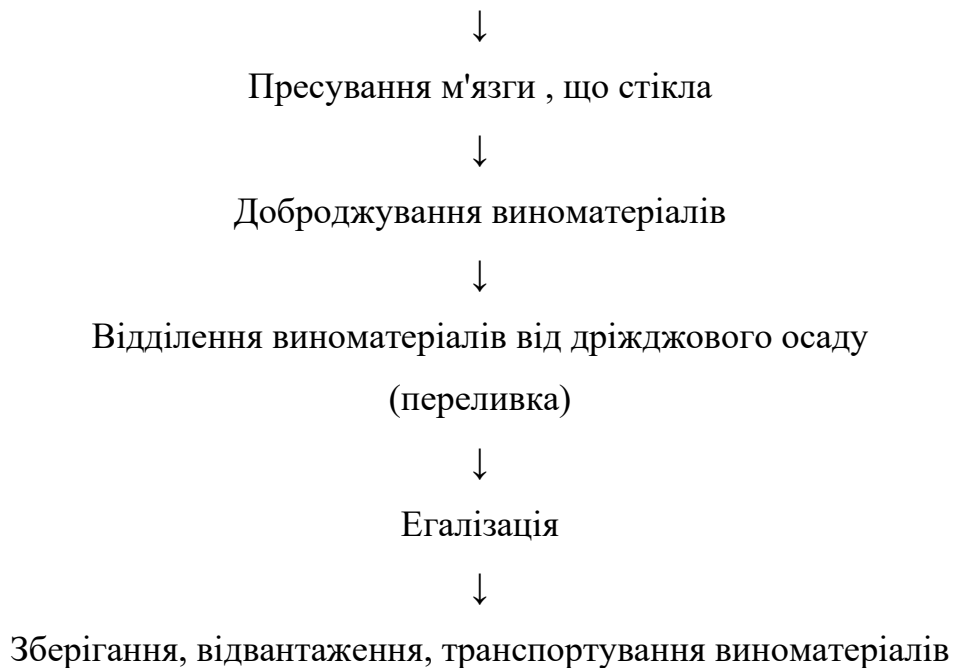 ↓
Пресування м'язги , що стікла
↓
Доброджування виноматеріалів
↓
Відділення виноматеріалів від дріжджового осаду
(переливка)
↓
Егалізація
↓
Зберігання, відвантаження, транспортування виноматеріалів